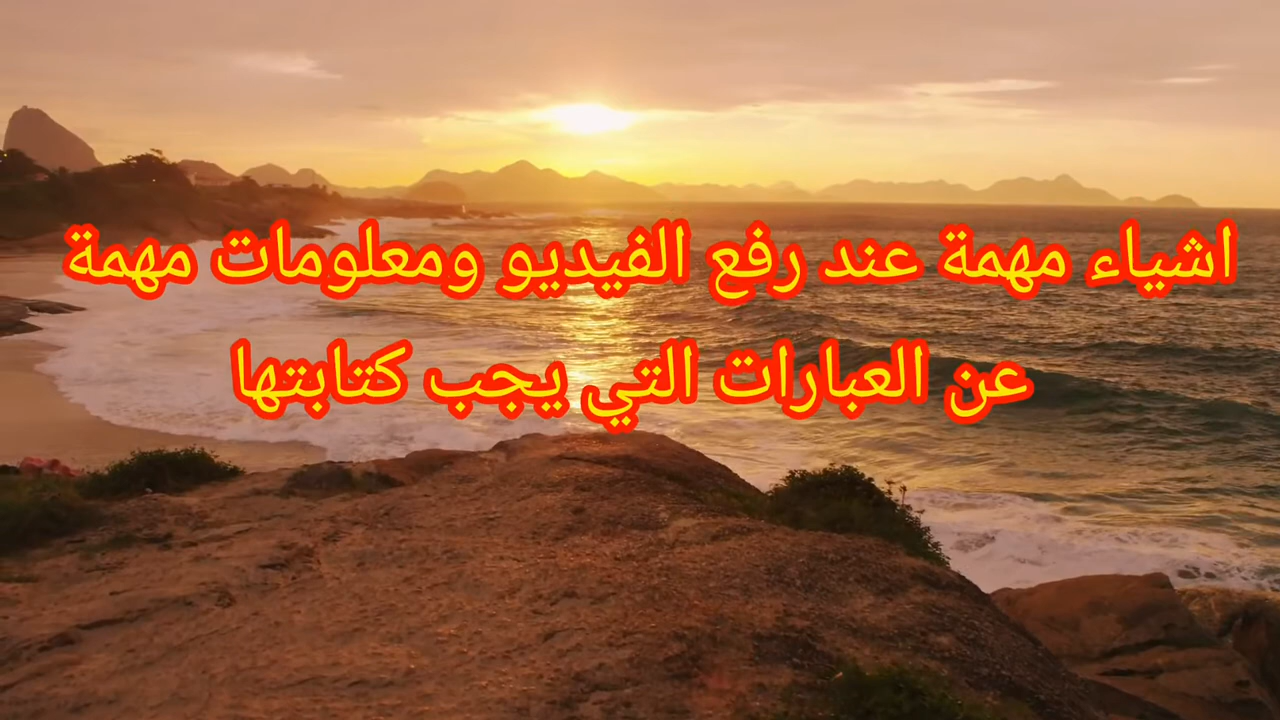 اشياء مهمة عند رفع الفيديو ومعلومات مهمة
عن العبارات التي يجب كتابتها